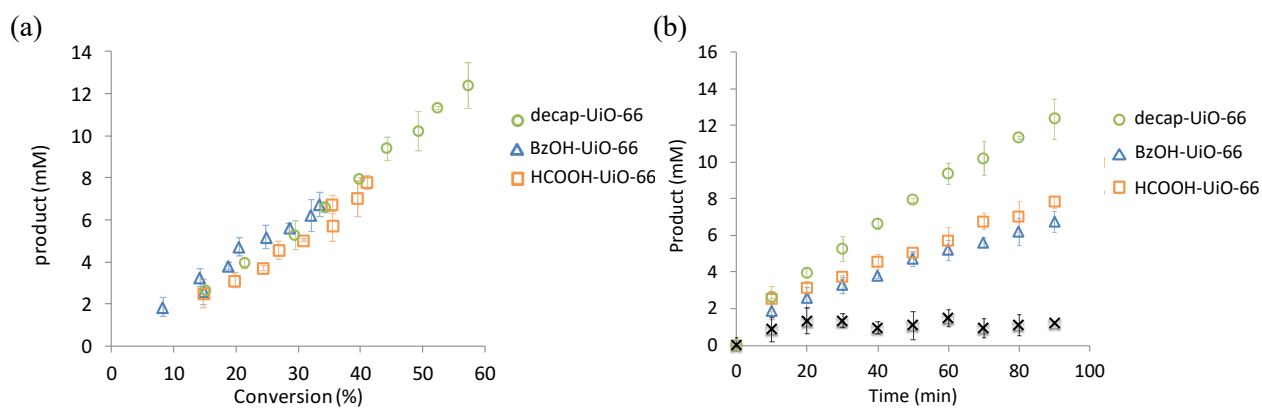 (a)
product (mM)
14
12
10
8
6
4
2
0
0 10 20 30 40 50 60
Conversion (%)
decap-UiO-66
BzOH-UiO-66
HCOOH-UiO-66
(b)
Product (mM)
16
14
12
10
8
6
4
2
0
0 20 40 60 80 100
Time (min)
decap-UiO-66
BzOH-UiO-66
HCOOH-UiO-66